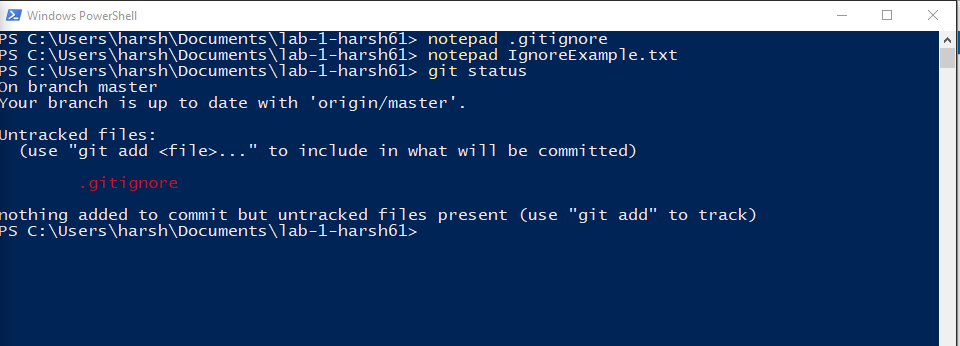 Windows PowerShell
PS C:\Users\harsh\Documents\lab-1-harsh61> notepad .gitignore
PS C:\Users\harsh\Documents\lab-1-harsh61> notepad IgnoreExample.txt
PS C:\Users\harsh\Documents\lab-1-harsh61> git status
On branch master
Your branch is up to date with 'origin/master'.
Untracked files:
(use "git add <file>..." to include in what will be committed)
.gitignore
nothing added to commit but untracked files present (use "git add" to track)
PS C:\Users\harsh\Documents\lab-1-harsh61>